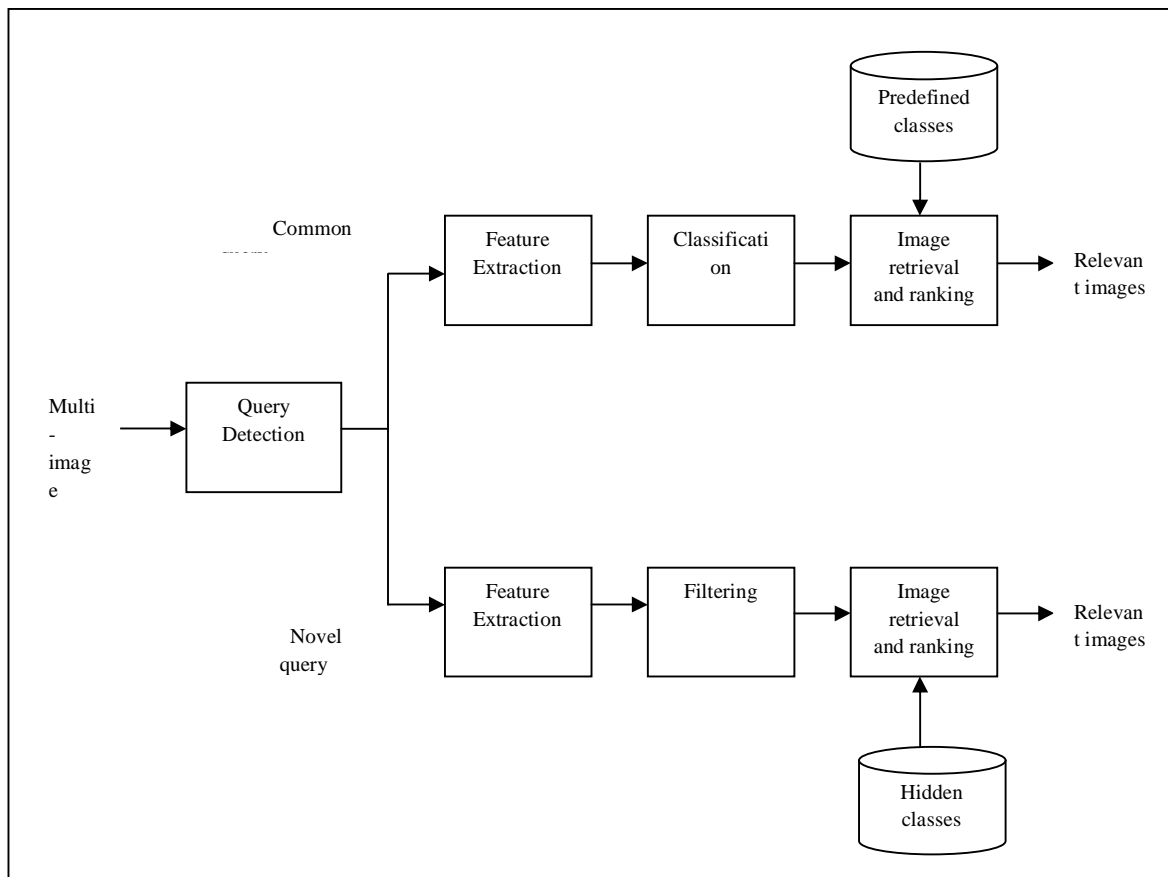 Predefined
classes
Common
Feature
Extraction
Classificati
on
Image
retrieval
and ranking
Relevan
t images
Multi
-
imag
e
Query
Detection
Feature
Extraction
Filtering
Image
retrieval
and ranking
Relevan
t images
Novel
query
Hidden
classes